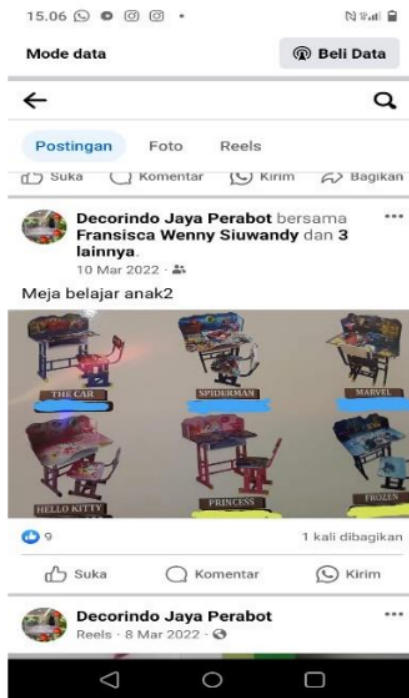 15.06
Mode data
Beli Data
Postingan Foto Reels
Suka Komentar Kirim Bagikan
Decorindo Jaya Perabot bersama
Fransisca Wenny Siuwandy dan 3
lainnya.
10 Mar 2022 ·
Meja belajar anak2
THE CAR SPIDERMAN MARVEL
HELLO KITTY PRINCESS FROZEN
9 1 kali dibagikan
Suka Komentar Kirim
Decorindo Jaya Perabot
Reels · 8 Mar 2022 ·